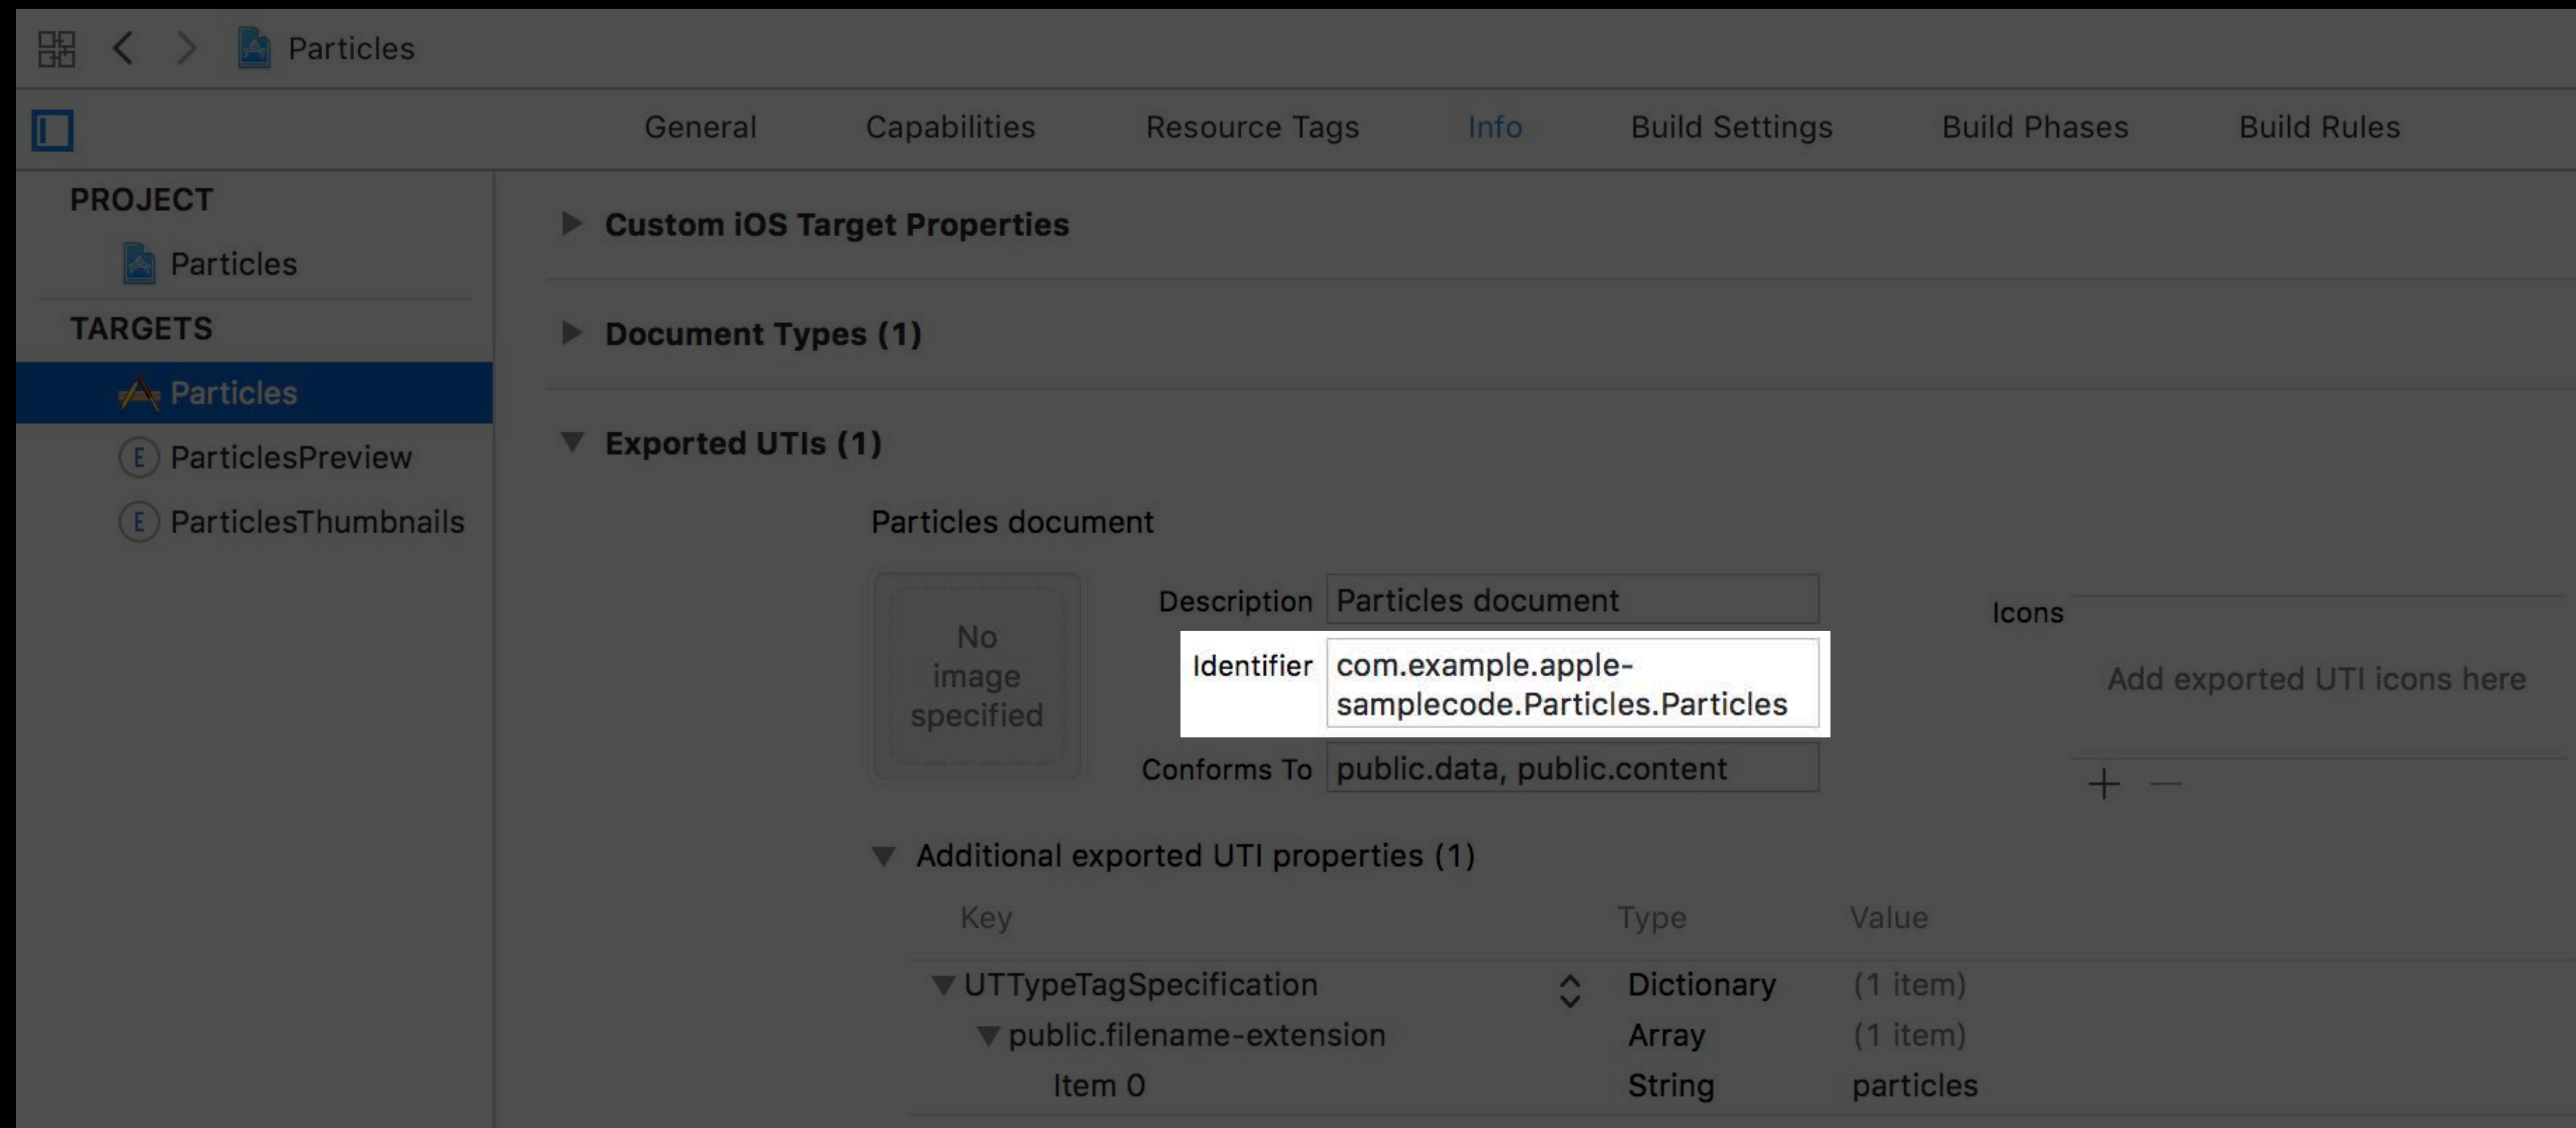 Particles
General Capabilities Resource Tags Info Build Settings Build Phases Build Rules
PROJECT
Particles
TARGETS
Particles
E ParticlesPreview
E ParticlesThumbnails
Custom iOS Target Properties
Document Types (1)
Exported UTIs (1)
Particles document
No
image
specified
Description Particles document
Identifier com.example.apple-
samplecode.Particles.Particles
Conforms To public.data, public.content
Icons
Add exported UTI icons here
Additional exported UTI properties (1)
Key Type Value
UTTypeTagSpecification Dictionary (1 item)
public.filename-extension Array (1 item)
Item 0 String particles